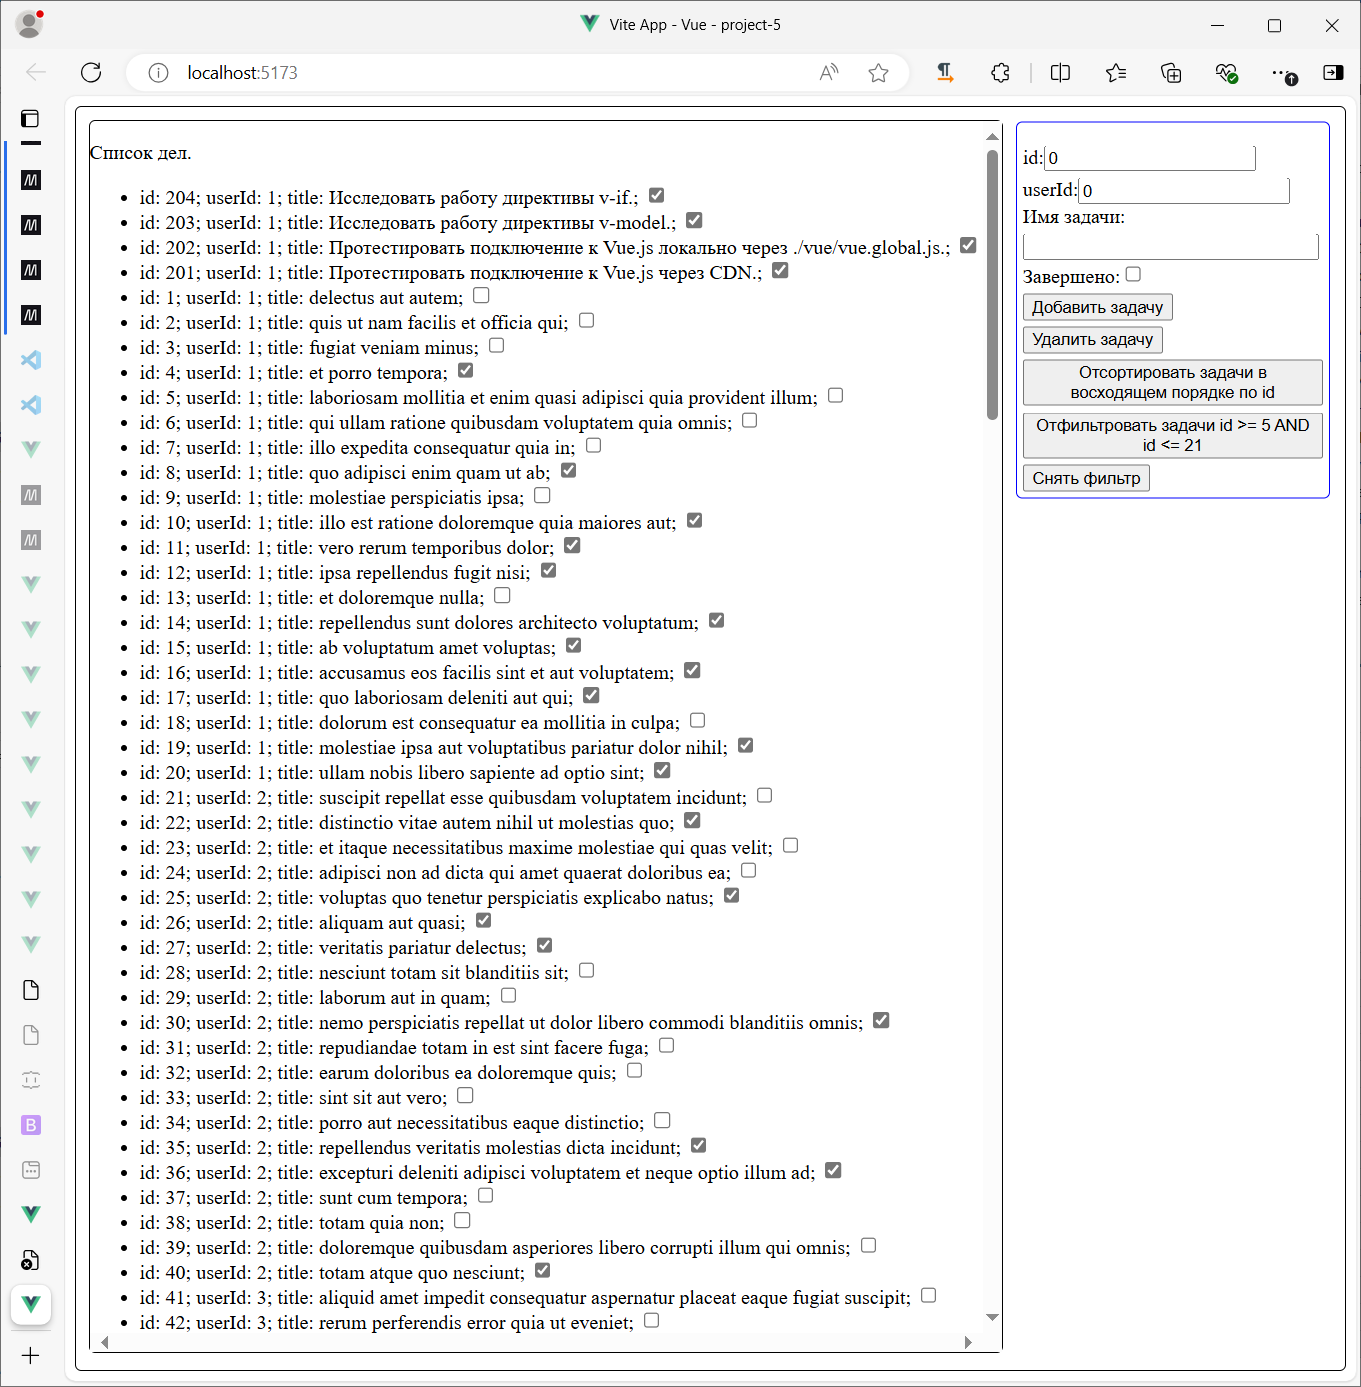 Vite App - Vue - project-5
localhost:5173
Список дел.
id: 204; userId: 1; title: Исследовать работу директивы v-if.;
id: 203; userId: 1; title: Исследовать работу директивы v-model.;
id: 202; userId: 1; title: Протестировать подключение к Vue.js локально через ./vue/vue.global.js.;
id: 201; userId: 1; title: Протестировать подключение к Vue.js через CDN.;
id: 1; userId: 1; title: delectus aut autem;
id: 2; userId: 1; title: quis ut nam facilis et officia qui;
id: 3; userId: 1; title: fugiat veniam minus;
id: 4; userId: 1; title: et porro tempora;
id: 5; userId: 1; title: laboriosam mollitia et enim quasi adipisci quia provident illum;
id: 6; userId: 1; title: qui ullam ratione quibusdam voluptatem quia omnis;
id: 7; userId: 1; title: illo expedita consequatur quia in;
id: 8; userId: 1; title: quo adipisci enim quam ut ab;
id: 9; userId: 1; title: molestiae perspiciatis ipsa;
id: 10; userId: 1; title: illo est ratione doloremque quia maiores aut;
id: 11; userId: 1; title: vero rerum temporibus dolor;
id: 12; userId: 1; title: ipsa repellendus fugit nisi;
id: 13; userId: 1; title: et doloremque nulla;
id: 14; userId: 1; title: repellendus sunt dolores architecto voluptatum;
id: 15; userId: 1; title: ab voluptatum amet voluptas;
id: 16; userId: 1; title: accusamus eos facilis sint et aut voluptatem;
id: 17; userId: 1; title: quo laboriosam deleniti aut qui;
id: 18; userId: 1; title: dolorum est consequatur ea mollitia in culpa;
id: 19; userId: 1; title: molestiae ipsa aut voluptatibus pariatur dolor nihil;
id: 20; userId: 1; title: ullam nobis libero sapiente ad optio sint;
id: 21; userId: 2; title: suscipit repellat esse quibusdam voluptatem incidunt;
id: 22; userId: 2; title: distinctio vitae autem nihil ut molestias quo;
id: 23; userId: 2; title: et itaque necessitatibus maxime molestiae qui quas velit;
id: 24; userId: 2; title: adipisci non ad dicta qui amet quaerat doloribus ea;
id: 25; userId: 2; title: voluptas quo tenetur perspiciatis explicabo natus;
id: 26; userId: 2; title: aliquam aut quasi;
id: 27; userId: 2; title: veritatis pariatur delectus;
id: 28; userId: 2; title: nesciunt totam sit blanditiis sit;
id: 29; userId: 2; title: laborum aut in quam;
id: 30; userId: 2; title: nemo perspiciatis repellat ut dolor libero commodi blanditiis omnis;
id: 31; userId: 2; title: repudiandae totam in est sint facere fuga;
id: 32; userId: 2; title: earum doloribus ea doloremque quis;
id: 33; userId: 2; title: sint sit aut vero;
id: 34; userId: 2; title: porro aut necessitatibus eaque distinctio;
id: 35; userId: 2; title: repellendus veritatis molestias dicta incidunt;
id: 36; userId: 2; title: excepturi deleniti adipisci voluptatem et neque optio illum ad;
id: 37; userId: 2; title: sunt cum tempora;
id: 38; userId: 2; title: totam quia non;
id: 39; userId: 2; title: doloremque quibusdam asperiores libero corrupti illum qui omnis;
id: 40; userId: 2; title: totam atque quo nesciunt;
id: 41; userId: 3; title: aliquid amet impedit consequatur aspernatur placeat eaque fugiat suscipit;
id: 42; userId: 3; title: rerum perferendis error quia ut eveniet;
id: 0
userId: 0
Имя задачи:
Завершено:
Добавить задачу
Удалить задачу
Отсортировать задачи в
восходящем порядке по id
Отфильтровать задачи id >= 5 AND
id <= 21
Снять фильтр